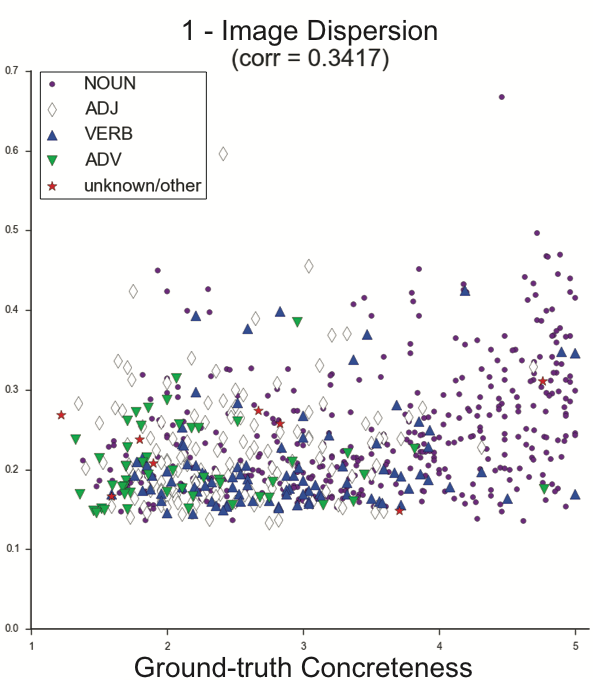 1 - Image Dispersion
(corr = 0.3417)
0.7
NOUN
ADJ
VERB
ADV
unknown/other
0.6
0.5
0.4
0.3
0.2
0.1
0.0
1 2 3 4 5
Ground-truth Concreteness